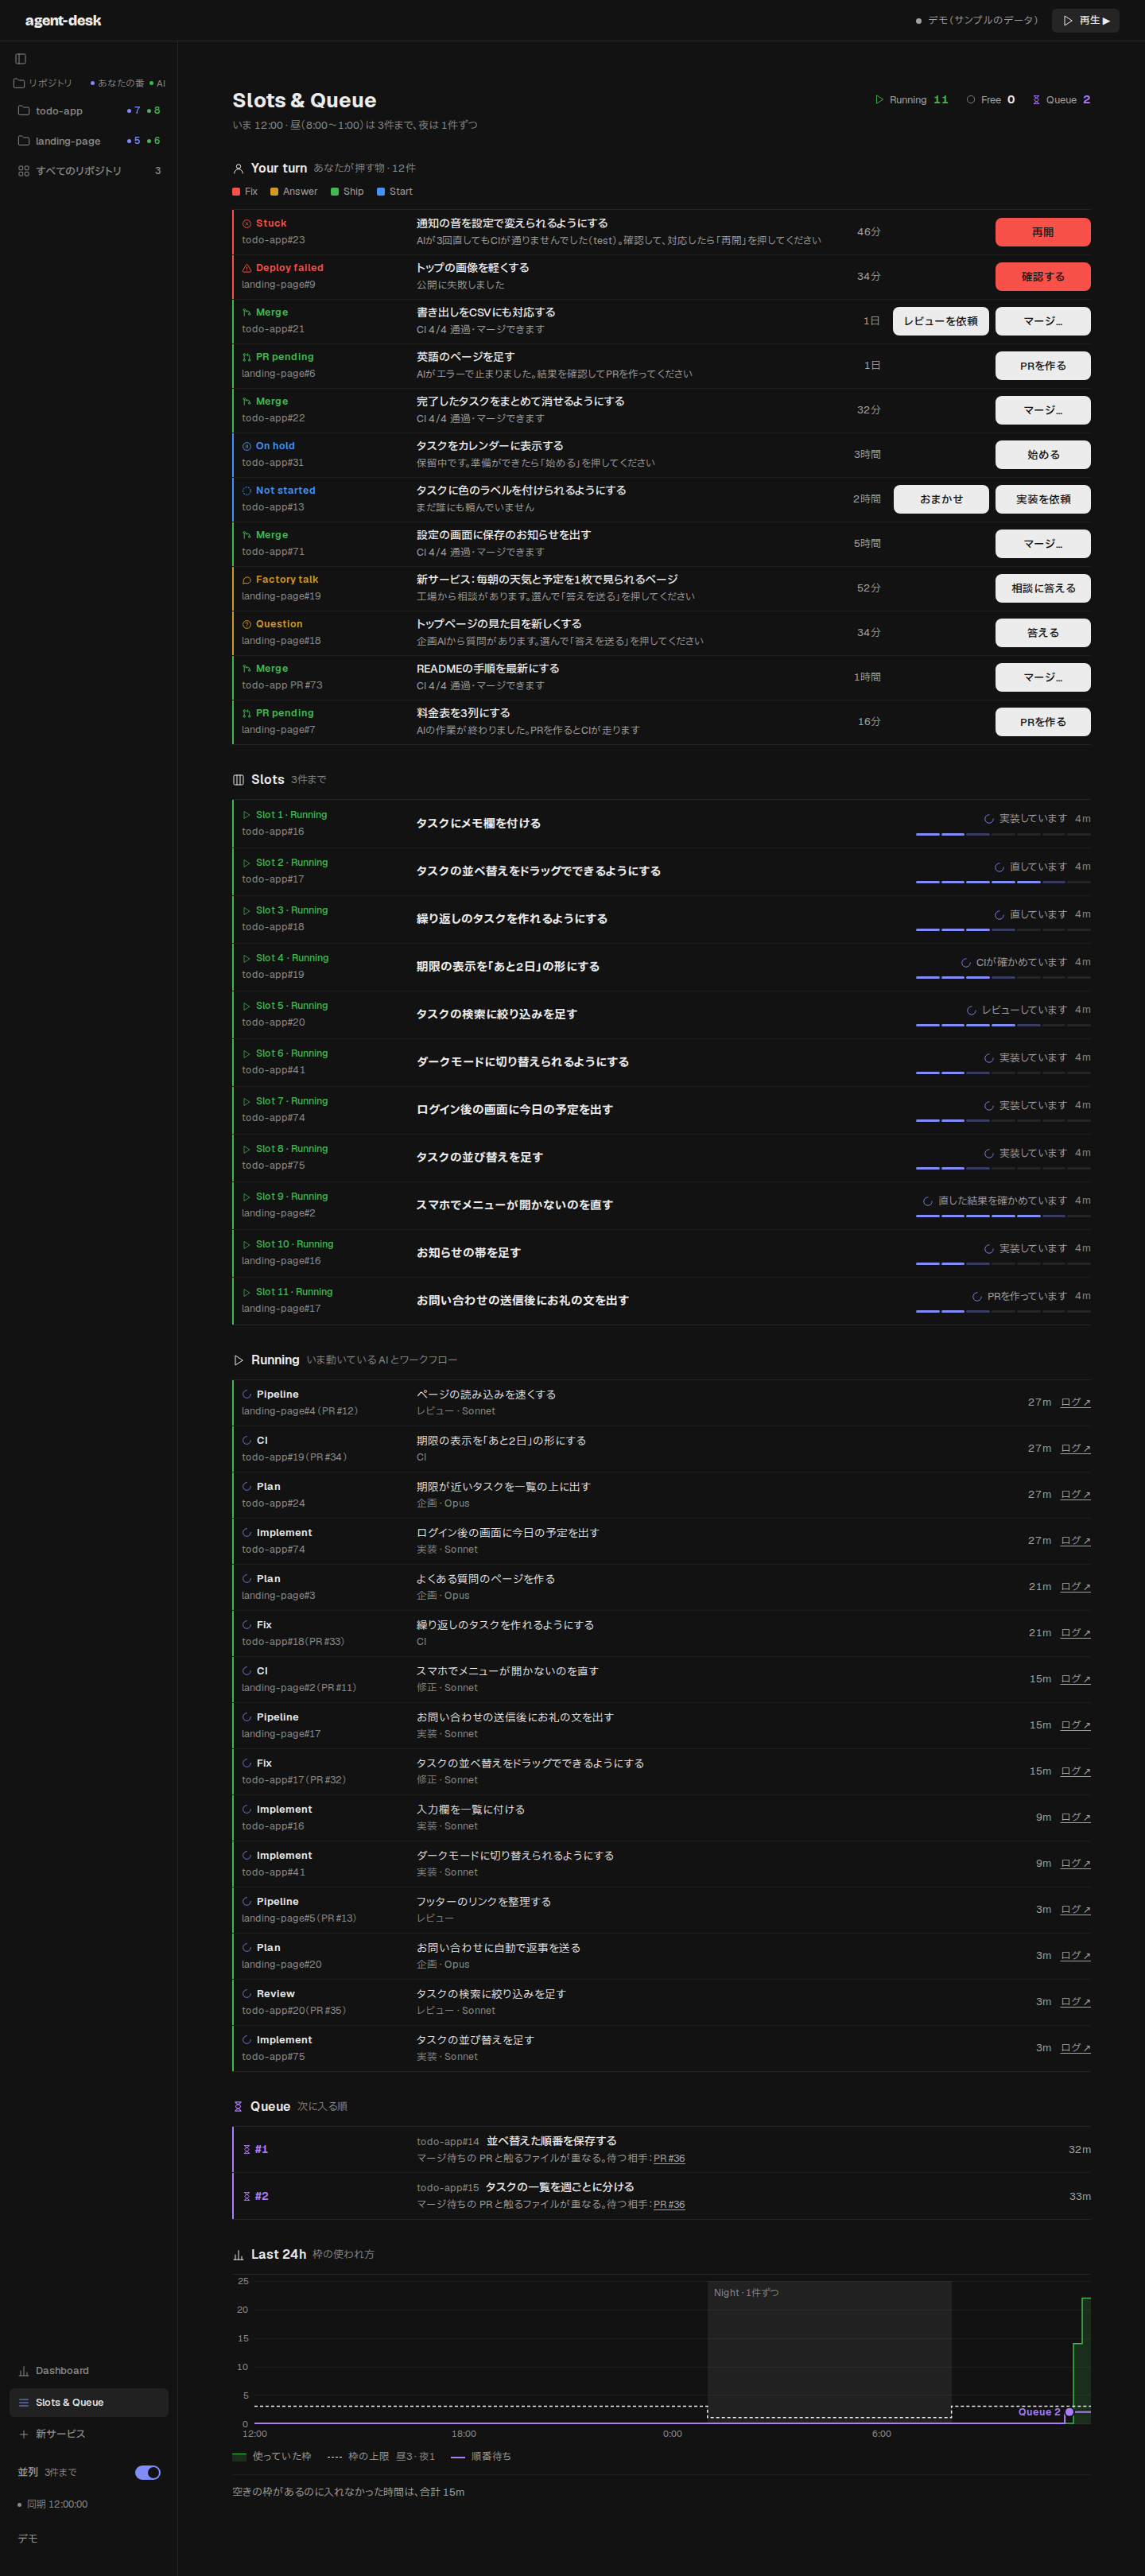 agent-desk
デモ(サンプルのデータ)
再生▶
リポジトリ
あなたの番
AI
todo-app
7
8
landing-page
5
6
すべてのリポジトリ
3
Slots & Queue
Running 11
Free 0
Queue 2
いま 12:00 · 昼(8:00〜1:00)は 3件まで、夜は 1件ずつ
Your turn あなたが押す物 · 12件
Fix
Answer
Ship
Start
Stuck
通知の音を設定で変えられるようにする
todo-app#23
AIが3回直してもCIが通りませんでした(test)。確認して、対応したら「再開」を押してください
46分
再開
Deploy failed
トップの画像を軽くする
landing-page#9
公開に失敗しました
34分
確認する
Merge
書き出しをCSVにも対応する
todo-app#21
CI 4/4 通過・マージできます
1日
レビューを依頼
マージ…
PR pending
英語のページを足す
landing-page#6
AIがエラーで止まりました。結果を確認してPRを作ってください
1日
PRを作る
Merge
完了したタスクをまとめて消せるようにする
todo-app#22
CI 4/4 通過・マージできます
32分
マージ…
On hold
タスクをカレンダーに表示する
todo-app#31
保留中です。準備ができたら「始める」を押してください
3時間
始める
Not started
タスクに色のラベルを付けられるようにする
todo-app#13
まだ誰にも頼んでいません
2時間
おまかせ
実装を依頼
Merge
設定の画面に保存のお知らせを出す
todo-app#71
CI 4/4 通過・マージできます
5時間
マージ…
Factory talk
新サービス：毎朝の天気と予定を1枚で見られるページ
landing-page#19
工場から相談があります。選んで「答えを送る」を押してください
52分
相談に答える
Question
トップページの見た目を新しくする
landing-page#18
企画AIから質問があります。選んで「答えを送る」を押してください
34分
答える
Merge
READMEの手順を最新にする
todo-app PR #73
CI 4/4 通過・マージできます
1時間
マージ…
PR pending
料金表を3列にする
landing-page#7
AIの作業が終わりました。PRを作るとCIが走ります
16分
PRを作る
Slots 3件まで
Slot 1 · Running
todo-app#16
タスクにメモ欄を付ける
実装しています 4m
Slot 2 · Running
todo-app#17
タスクの並べ替えをドラッグでできるようにする
直しています 4m
Slot 3 · Running
todo-app#18
繰り返しのタスクを作れるようにする
直しています 4m
Slot 4 · Running
todo-app#19
期限の表示を「あと2日」の形にする
CIが確かめています 4m
Slot 5 · Running
todo-app#20
タスクの検索に絞り込みを足す
レビューしています 4m
Slot 6 · Running
todo-app#41
ダークモードに切り替えられるようにする
実装しています 4m
Slot 7 · Running
todo-app#74
ログイン後の画面に今日の予定を出す
実装しています 4m
Slot 8 · Running
todo-app#75
タスクの並び替えを足す
実装しています 4m
Slot 9 · Running
landing-page#2
スマホでメニューが開かないのを直す
直した結果を確かめています 4m
Slot 10 · Running
landing-page#16
お知らせの帯を足す
実装しています 4m
Slot 11 · Running
landing-page#17
お問い合わせの送信後にお礼の文を出す
PRを作っています 4m
Running いま動いている AI とワークフロー
Pipeline
ページの読み込みを速くする
landing-page#4(PR #12)
レビュー · Sonnet
27m ログ↗
CI
期限の表示を「あと2日」の形にする
todo-app#19(PR #34)
CI
27m ログ↗
Plan
期限が近いタスクを一覧の上に出す
todo-app#24
企画 · Opus
27m ログ↗
Implement
ログイン後の画面に今日の予定を出す
todo-app#74
実装 · Sonnet
27m ログ↗
Plan
よくある質問のページを作る
landing-page#3
企画 · Opus
21m ログ↗
Fix
繰り返しのタスクを作れるようにする
todo-app#18(PR #33)
CI
21m ログ↗
CI
スマホでメニューが開かないのを直す
landing-page#2(PR #11)
修正 · Sonnet
15m ログ↗
Pipeline
お問い合わせの送信後にお礼の文を出す
landing-page#17
実装 · Sonnet
15m ログ↗
Fix
タスクの並べ替えをドラッグでできるようにする
todo-app#17(PR #32)
修正 · Sonnet
15m ログ↗
Implement
入力欄を一覧に付ける
todo-app#16
実装 · Sonnet
9m ログ↗
Implement
ダークモードに切り替えられるようにする
todo-app#41
実装 · Sonnet
9m ログ↗
Pipeline
フッターのリンクを整理する
landing-page#5(PR #13)
レビュー
3m ログ↗
Plan
お問い合わせに自動で返事を送る
landing-page#20
企画 · Opus
3m ログ↗
Review
タスクの検索に絞り込みを足す
todo-app#20(PR #35)
レビュー · Sonnet
3m ログ↗
Implement
タスクの並び替えを足す
todo-app#75
実装 · Sonnet
3m ログ↗
Queue 次に入る順
#1
todo-app#14 並べ替えた順番を保存する
マージ待ちの PR と触るファイルが重なる。待つ相手：PR #36
32m
#2
todo-app#15 タスクの一覧を週ごとに分ける
マージ待ちの PR と触るファイルが重なる。待つ相手：PR #36
33m
Last 24h 枠の使われ方
25
20
15
10
5
0
Night · 1件ずつ
Queue 2
12:00
18:00
0:00
6:00
使っていた枠
枠の上限 昼3 · 夜1
順番待ち
空きの枠があるのに入れなかった時間は、合計 15m
Dashboard
Slots & Queue
新サービス
並列 3件まで
同期 12:00:00
デモ